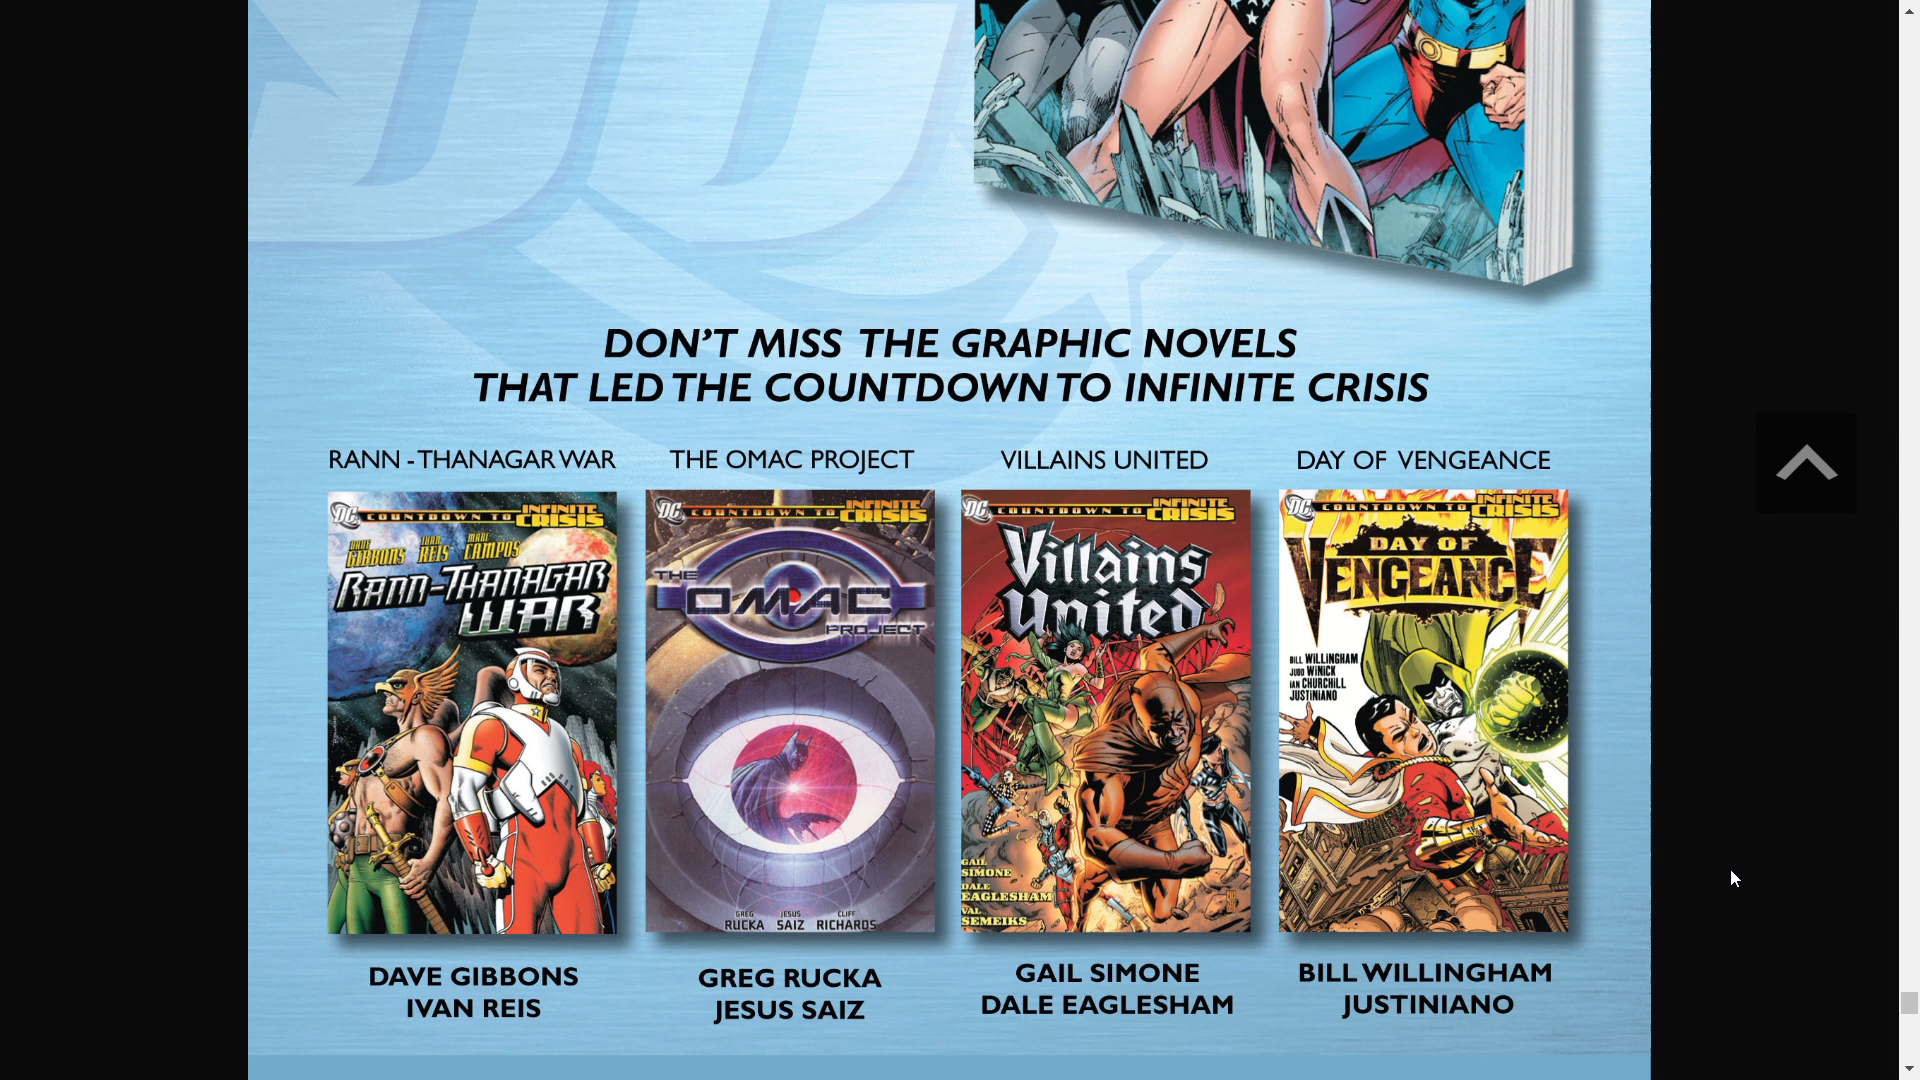 DON'T MISS THE GRAPHIC NOVELS
THAT LED THE COUNTDOWN TO INFINITE CRISIS
RANN - THANAGAR WAR
THE OMAC PROJECT
VILLAINS UNITED
DAY OF VENGEANCE
DC COUNTDOWN TO INFINITE CRISIS
DAVE GIBBONS IVAN REIS MARC CAMPOS
RANN-THANAGAR
WAR
DC COUNTDOWN TO INFINITE CRISIS
THE
OMAC
PROJECT
GREG RUCKA JESUS SAIZ CLIFF RICHARDS
DC COUNTDOWN TO INFINITE CRISIS
Villains
United
GAIL
SIMONE
DALE
EAGLESHAM
VAL
SEMEIKS
DC COUNTDOWN TO INFINITE CRISIS
DAY OF
VENGEANCE
BILL WILLINGHAM
JUDD WINICK
IAN CHURCHILL
JUSTINIANO
DAVE GIBBONS
IVAN REIS
GREG RUCKA
JESUS SAIZ
GAIL SIMONE
DALE EAGLESHAM
BILL WILLINGHAM
JUSTINIANO